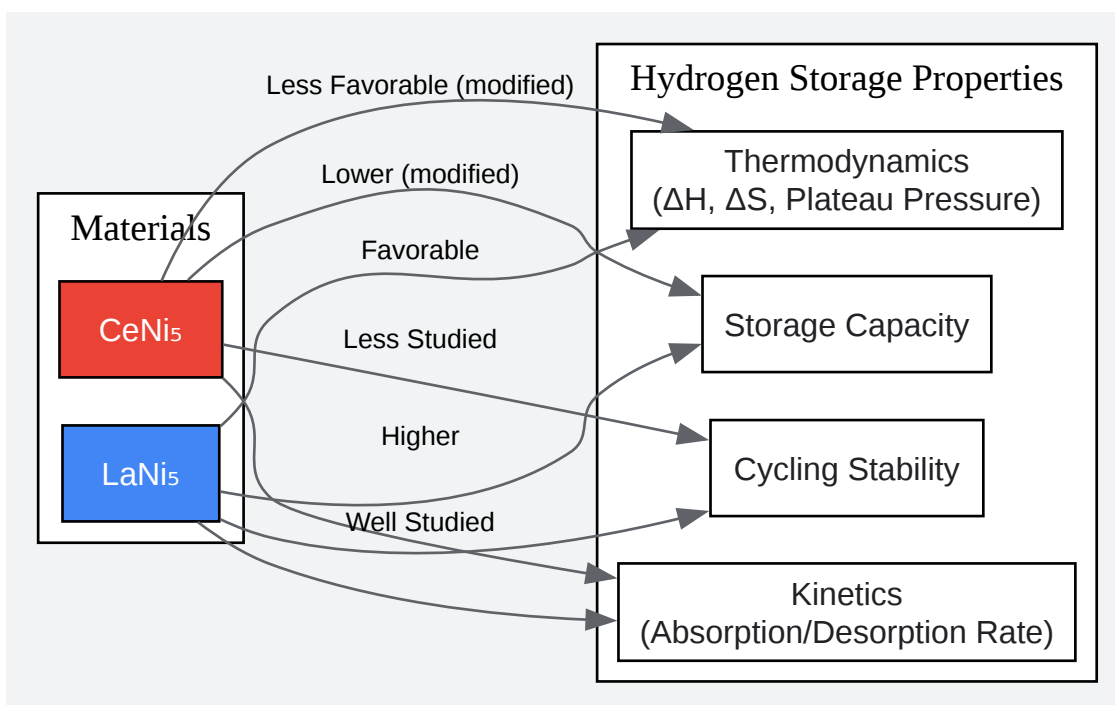 Less Favorable (modified)
Hydrogen Storage Properties
Thermodynamics
(ΔH, ΔS, Plateau Pressure)
Lower (modified)
Materials
Favorable
CeNi₅
Storage Capacity
Less Studied
Higher
Cycling Stability
LaNi₅
Well Studied
Kinetics
(Absorption/Desorption Rate)